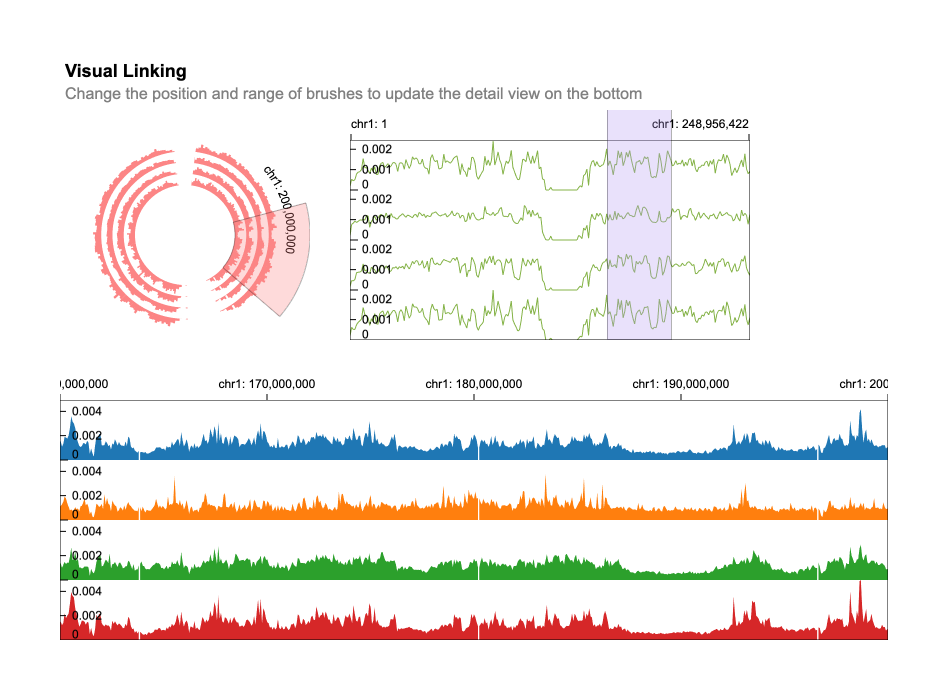 Visual Linking
Change the position and range of brushes to update the detail view on the bottom
chr1: 200,000,000
chr1: 1
chr1: 248,956,422
0.002
0.001
0
0.002
0.001
0
0.002
0.001
0
0.002
0.001
0
0,000,000
chr1: 170,000,000
chr1: 180,000,000
chr1: 190,000,000
chr1: 200
0.004
0.002
0
0.004
0.002
0
0.004
0.002
0
0.004
0.002
0